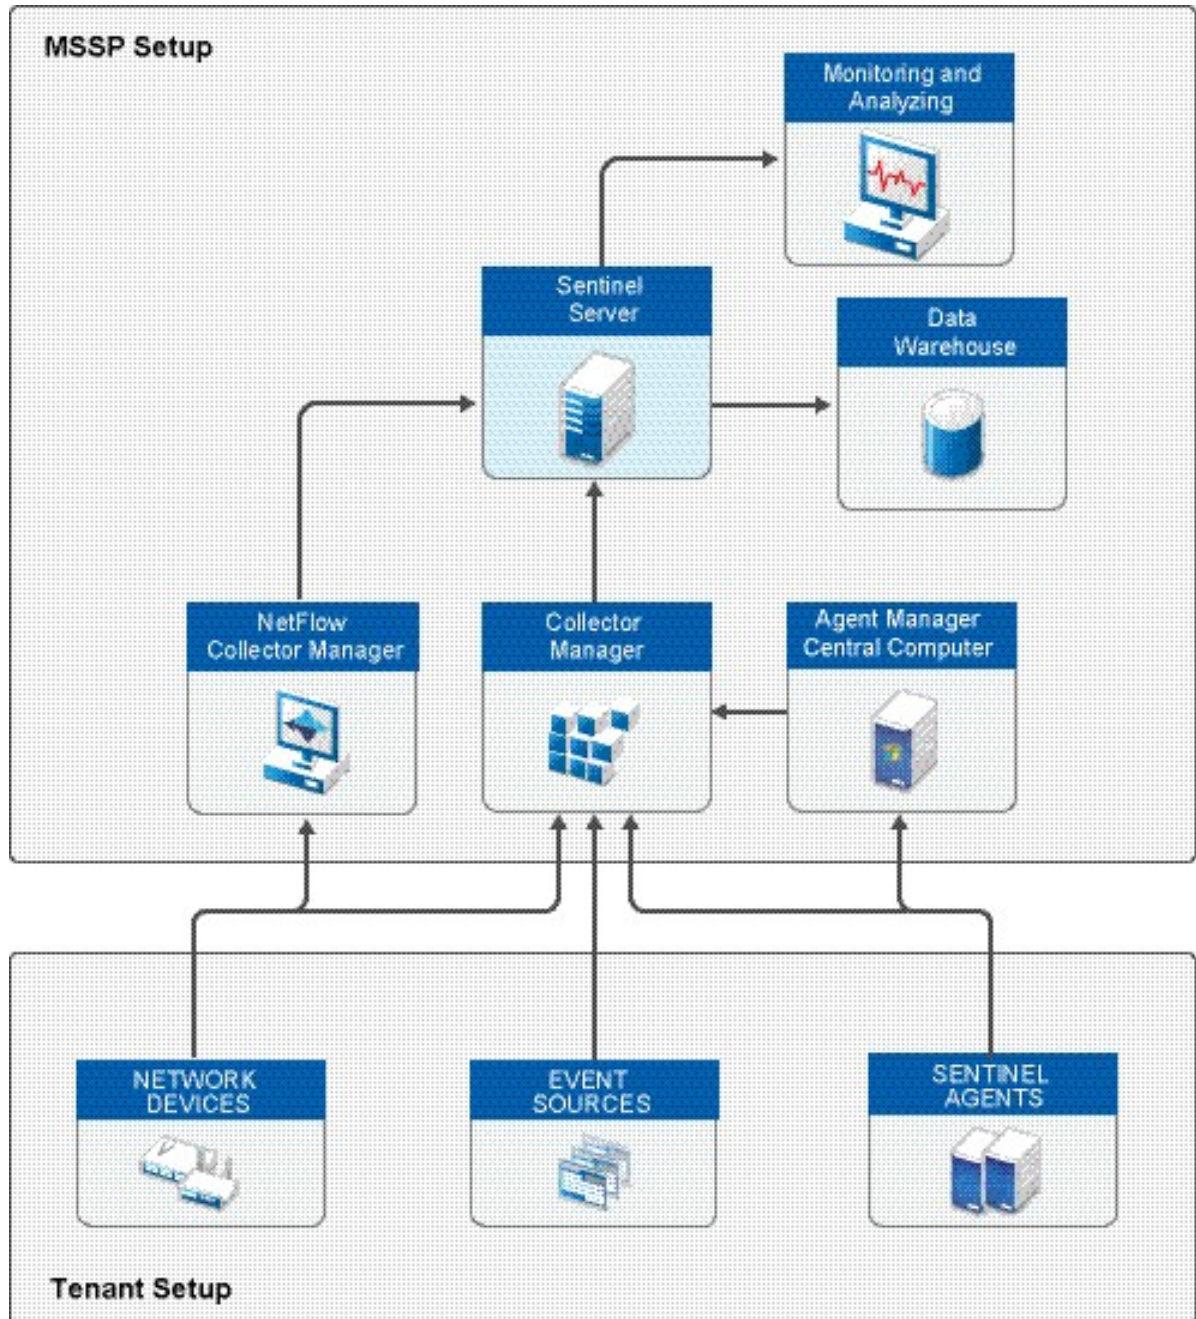 MSSP Setup
Monitoring and
Analyzing
Sentinel
Server
Data
Warehouse
NetFlow
Collector Manager
Collector
Manager
Agent Manager
Central Computer
NETWORK
DEVICES
EVENT
SOURCES
SENTINEL
AGENTS
Tenant Setup